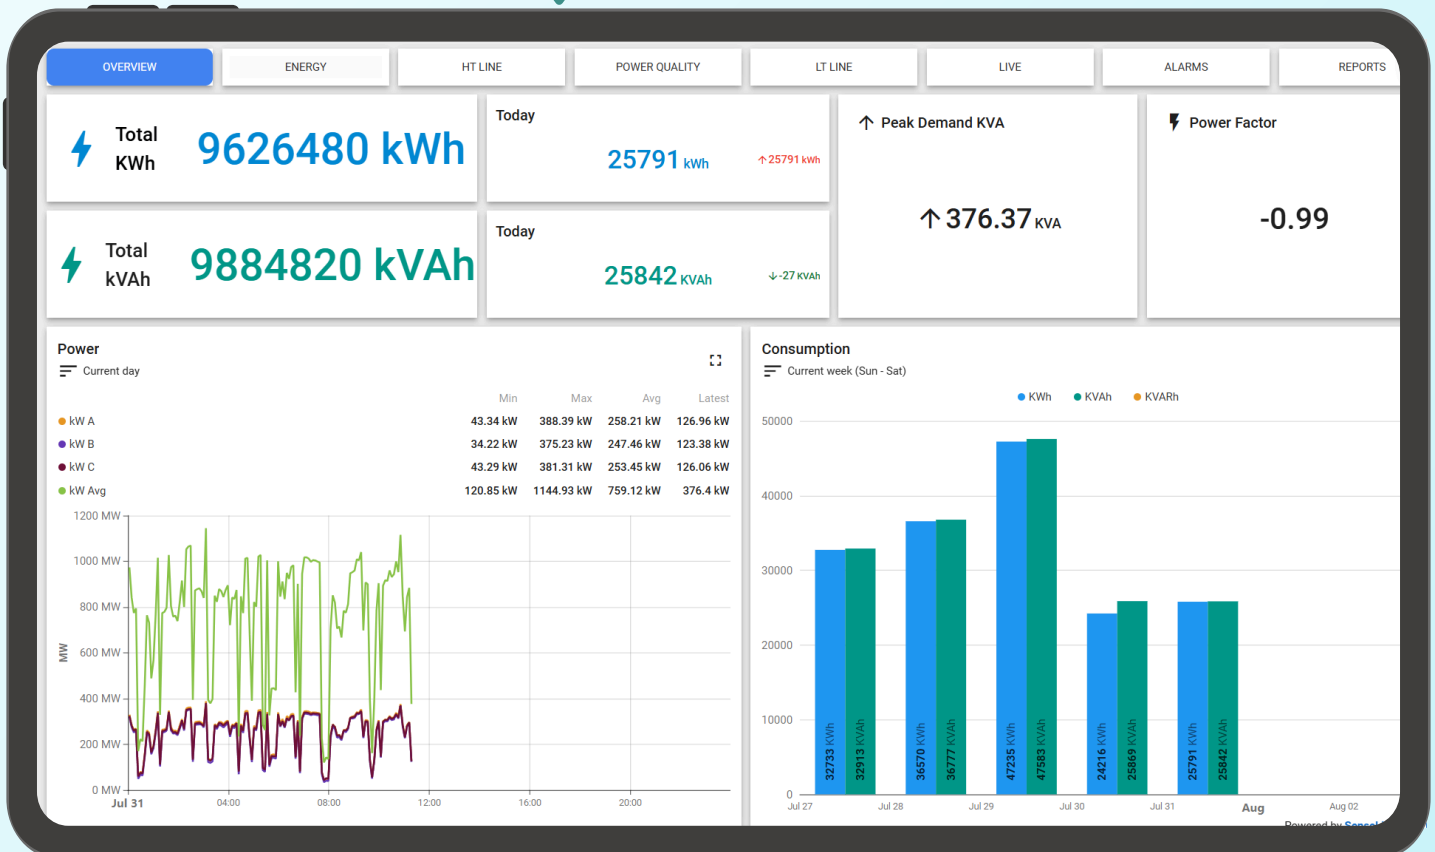 OVERVIEW ENERGY HT LINE POWER QUALITY LT LINE LIVE ALARMS REPORTS
Total
KWh
9626480 kWh
Today
25791 kWh
↑25791 kWh
Total
kVAh
9884820 kVAh
Today
25842 KVAh
↓-27 KVAh
↑ Peak Demand KVA
↑376.37 KVA
Power Factor
-0.99
Power
Current day
Min Max Avg Latest
kW A 43.34 kW 388.39 kW 258.21 kW 126.96 kW
kW B 34.22 kW 375.23 kW 247.46 kW 123.38 kW
kW C 43.29 kW 381.31 kW 253.45 kW 126.06 kW
kW Avg 120.85 kW 1144.93 kW 759.12 kW 376.4 kW
1200 MW
1000 MW
800 MW
600 MW
400 MW
200 MW
0 MW
MW
Jul 31 04:00 08:00 12:00 16:00 20:00
Consumption
Current week (Sun - Sat)
KWh KVAh KVARh
50000
40000
30000
20000
10000
0
32733 KWh
32913 KVAh
36570 KWh
36777 KVAh
47235 KWh
47583 KVAh
24216 KWh
25869 KVAh
25791 KWh
25842 KVAh
Jul 27 Jul 28 Jul 29 Jul 30 Jul 31 Aug Aug 02
Powered by